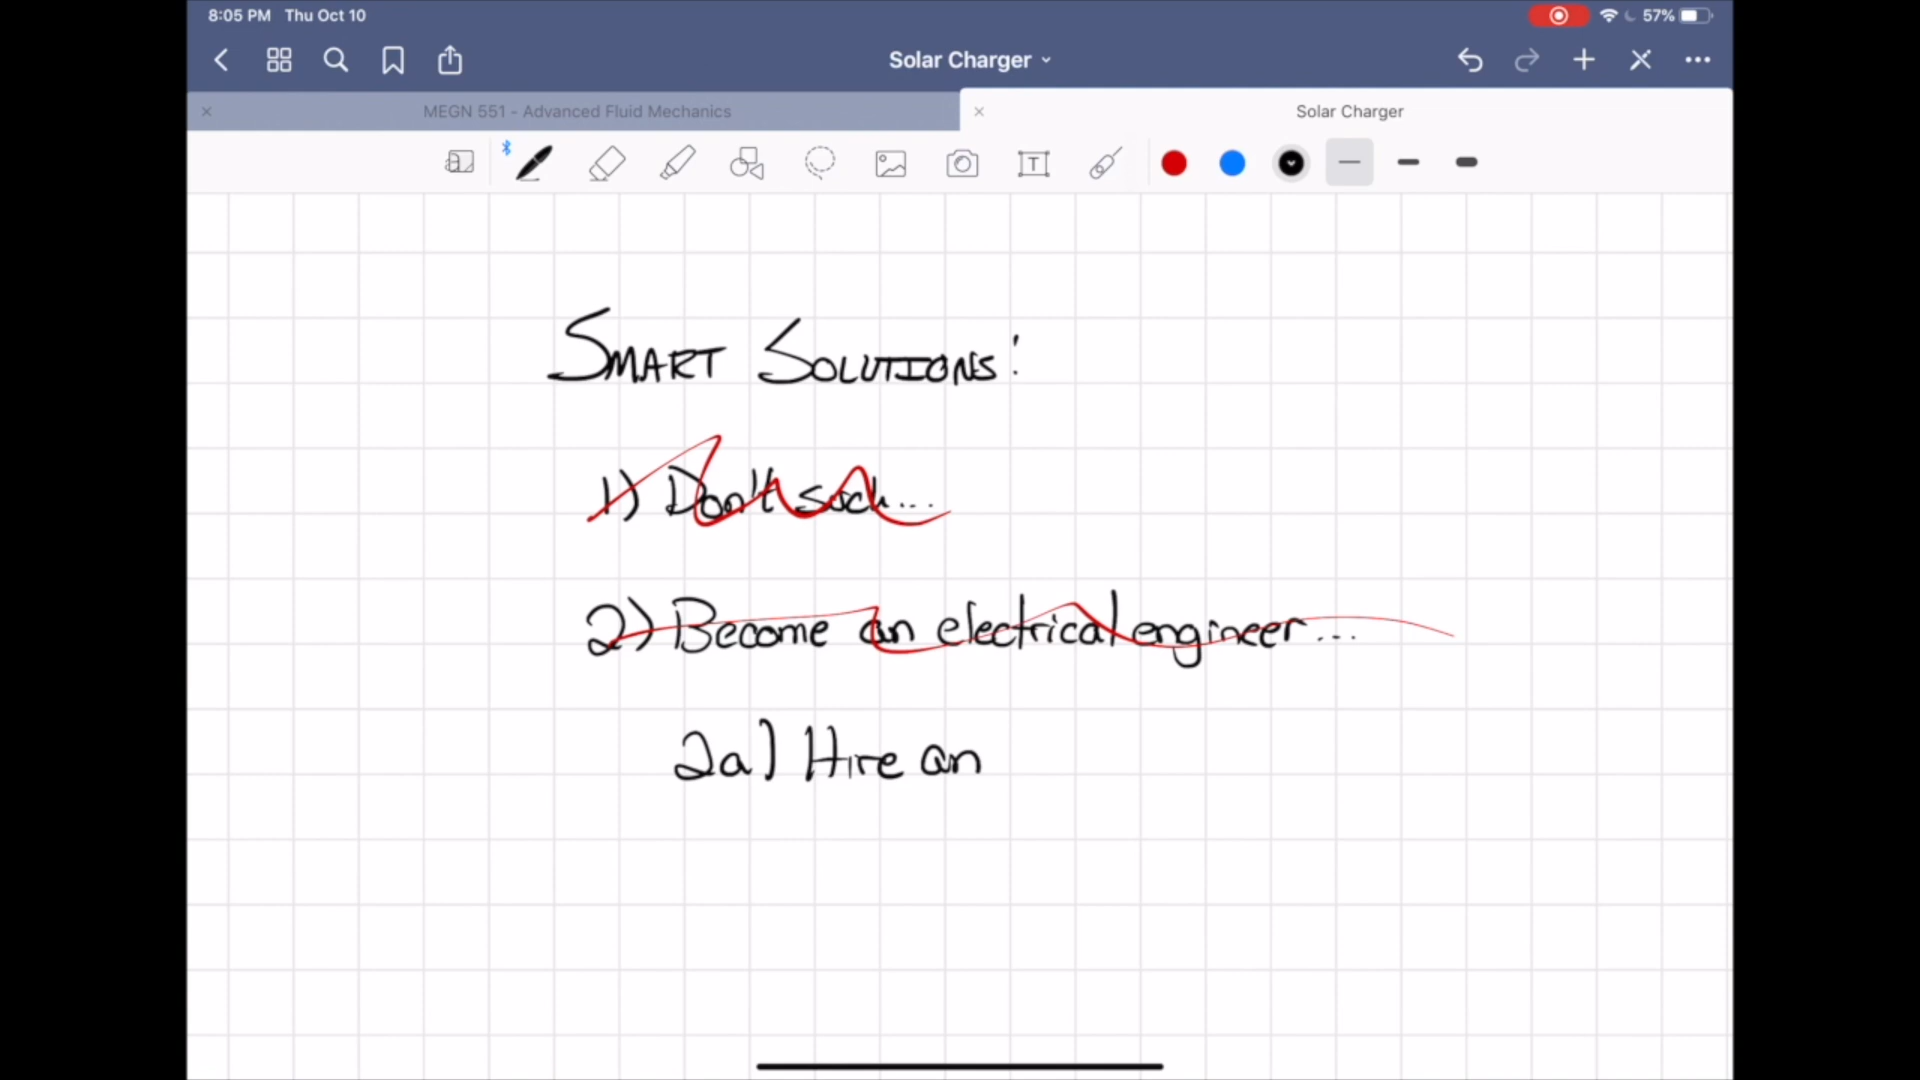 8:05 PM Thu Oct 10
57%
Solar Charger
MEGN 551 - Advanced Fluid Mechanics
Solar Charger
T
SMART SOLUTIONS:
1) Don't suck...
2) Become an electrical engineer...
2a) Hire an